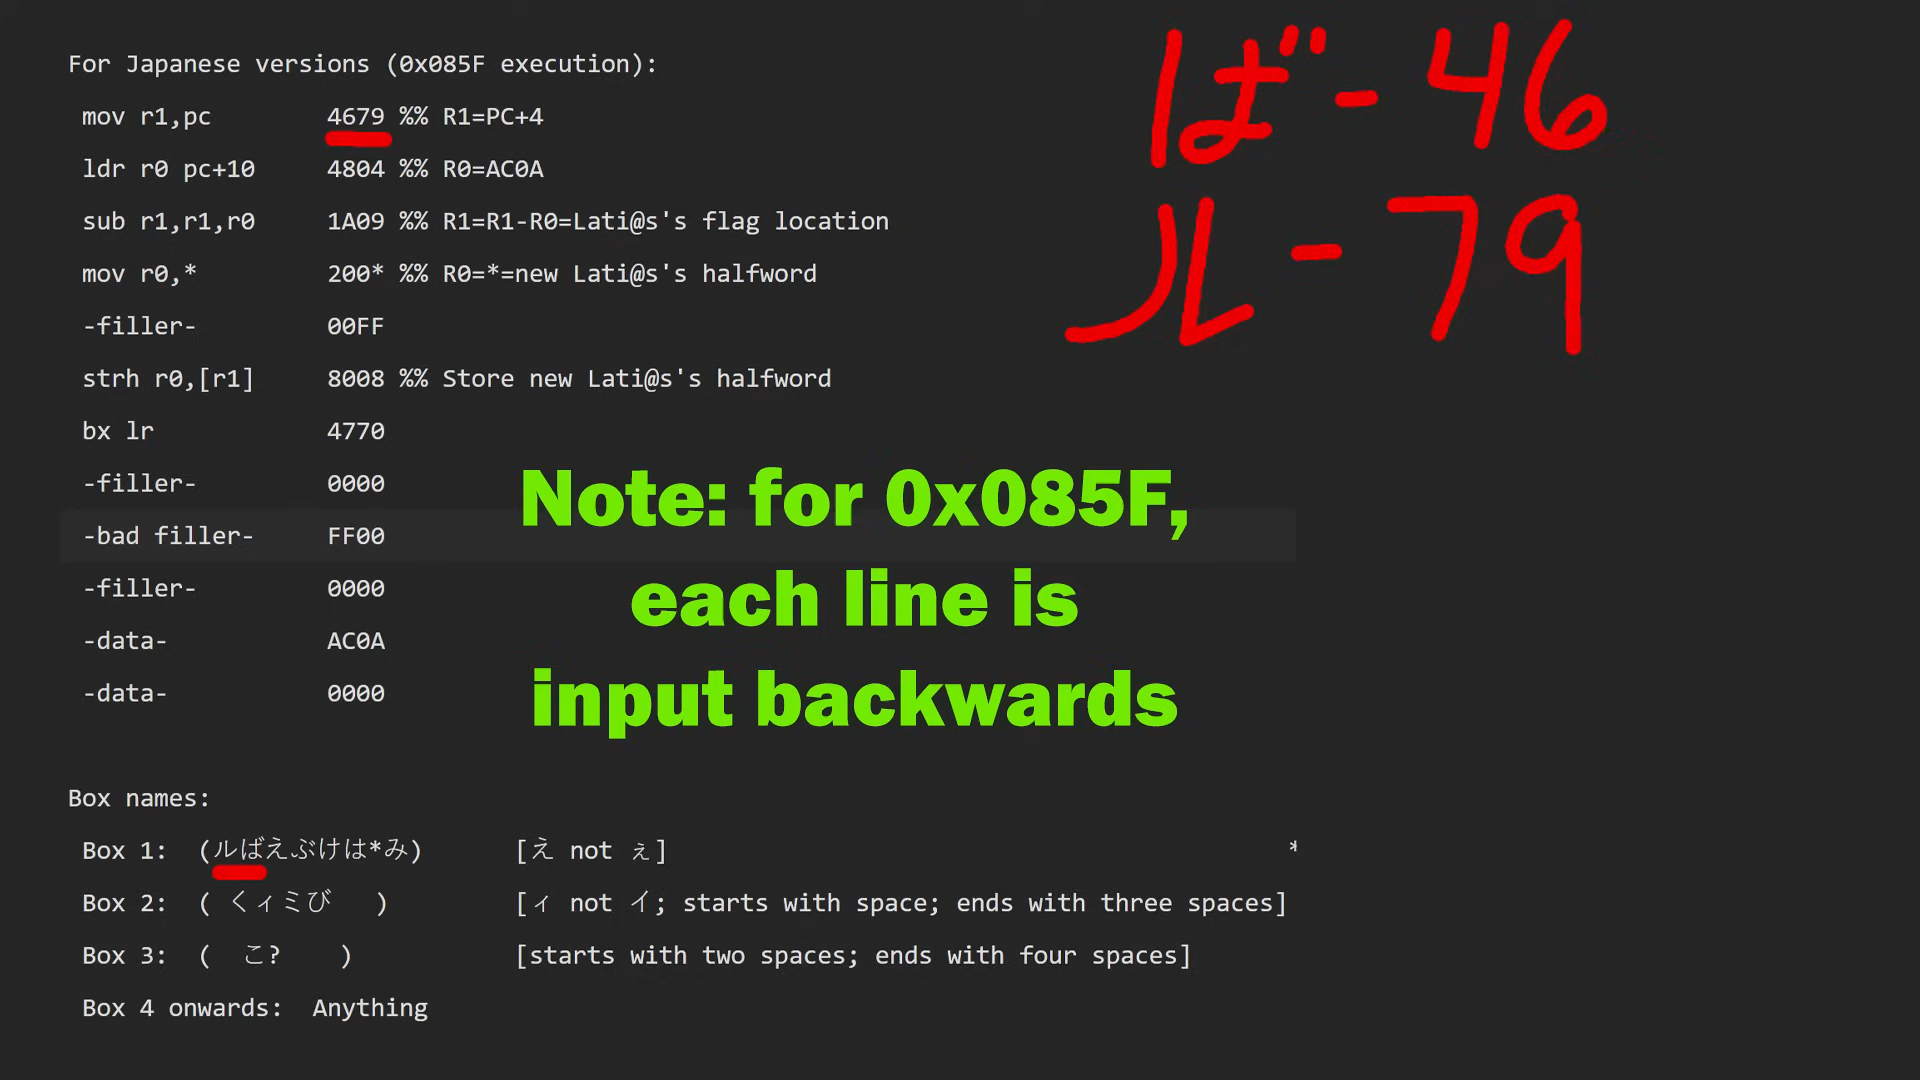 For Japanese versions (0x085F execution):
mov r1,pc 4679 %% R1=PC+4
ldr r0 pc+10 4804 %% R0=AC0A
sub r1,r1,r0 1A09 %% R1=R1-R0=Lati@s's flag location
mov r0,* 200* %% R0=*=new Lati@s's halfword
-filler- 00FF
strh r0,[r1] 8008 %% Store new Lati@s's halfword
bx lr 4770
-filler- 0000
-bad filler- FF00
-filler- 0000
-data- AC0A
-data- 0000
ば - 46
ル - 79
Note: for 0x085F,
each line is
input backwards
Box names:
Box 1: (ルばえぶけは*み) [え not ぇ] *
Box 2: ( くィミび   ) [ィ not イ; starts with space; ends with three spaces]
Box 3: (  こ?    ) [starts with two spaces; ends with four spaces]
Box 4 onwards: Anything